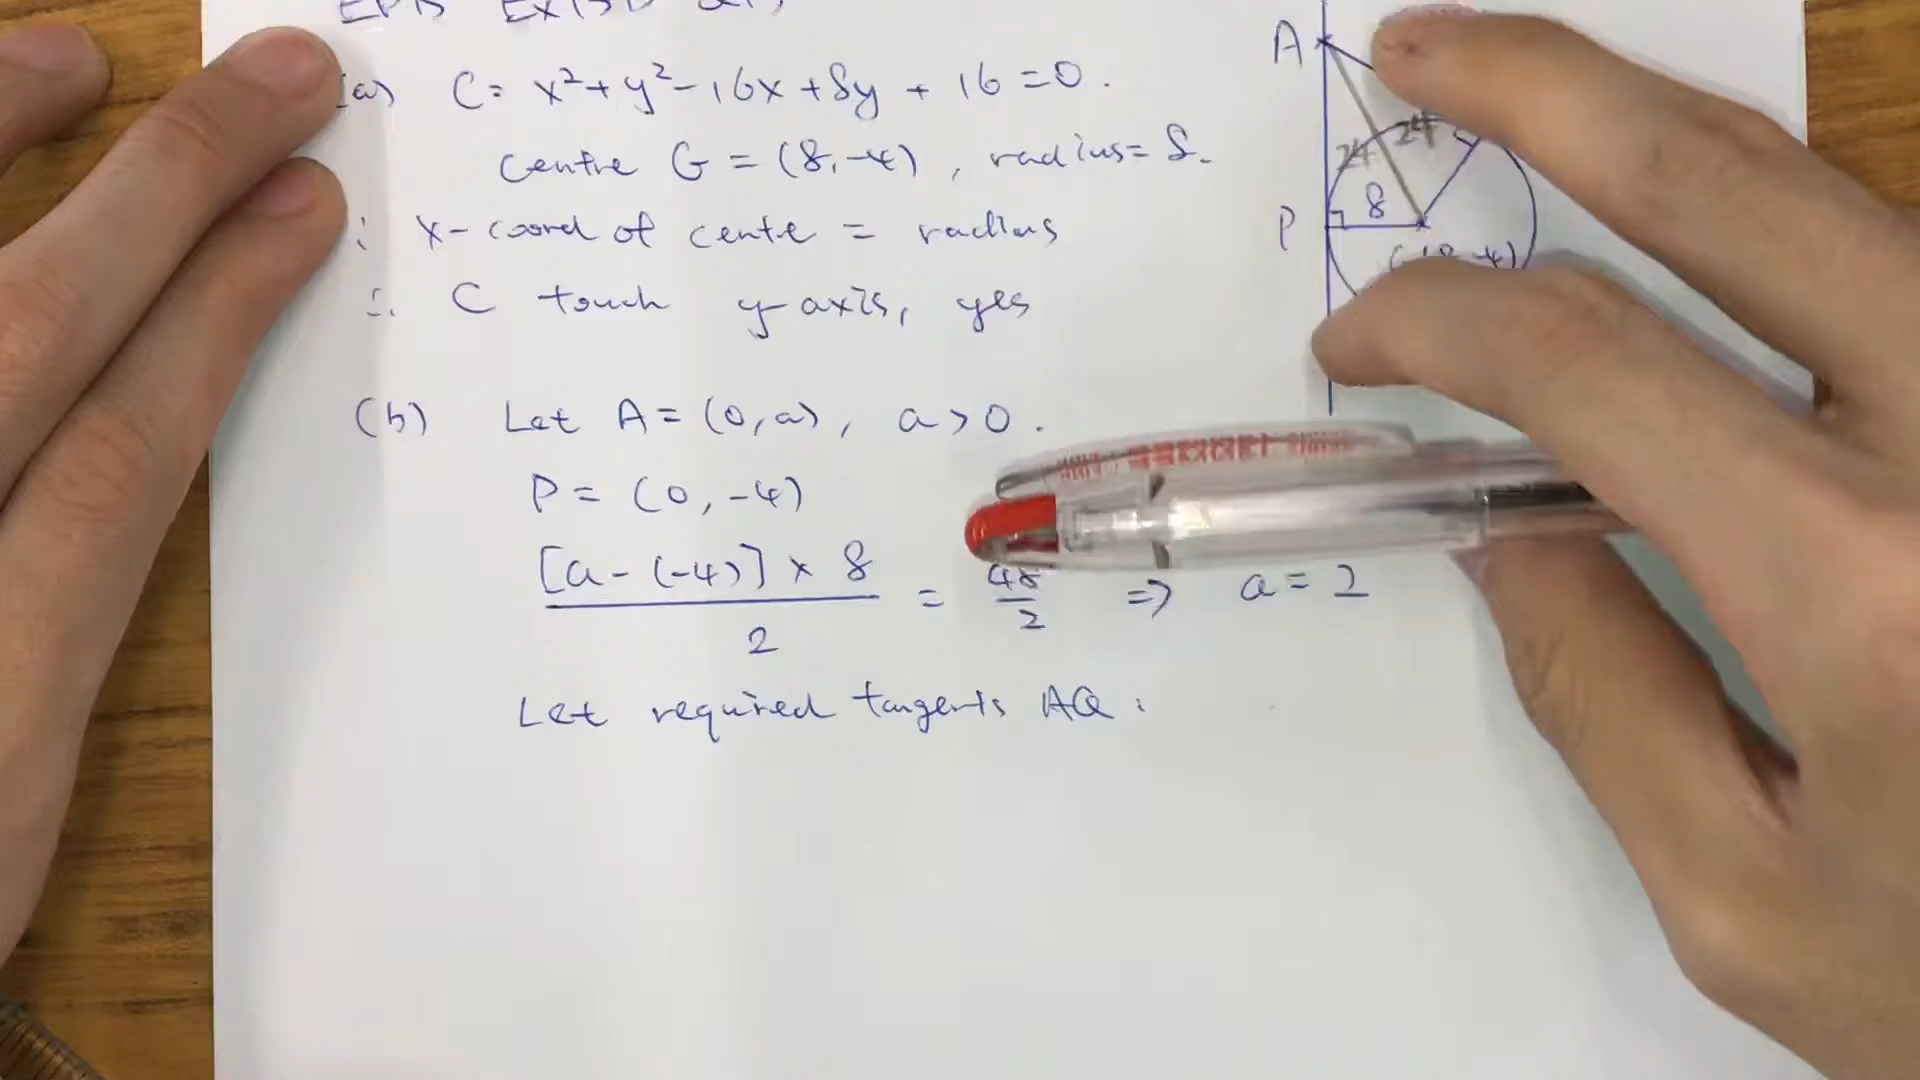 (a) C: x²+y²-16x+8y+16=0.
Centre G=(8,-4), radius=8.
∵ x-coord of cente = radius
∴ C touch y-axis, yes
(b) Let A=(0,a), a>0.
P=(0,-4)
[a-(-4)]×8/2 = 48/2 ⇒ a=2
Let required tangents AQ:
A
24 24
8
P